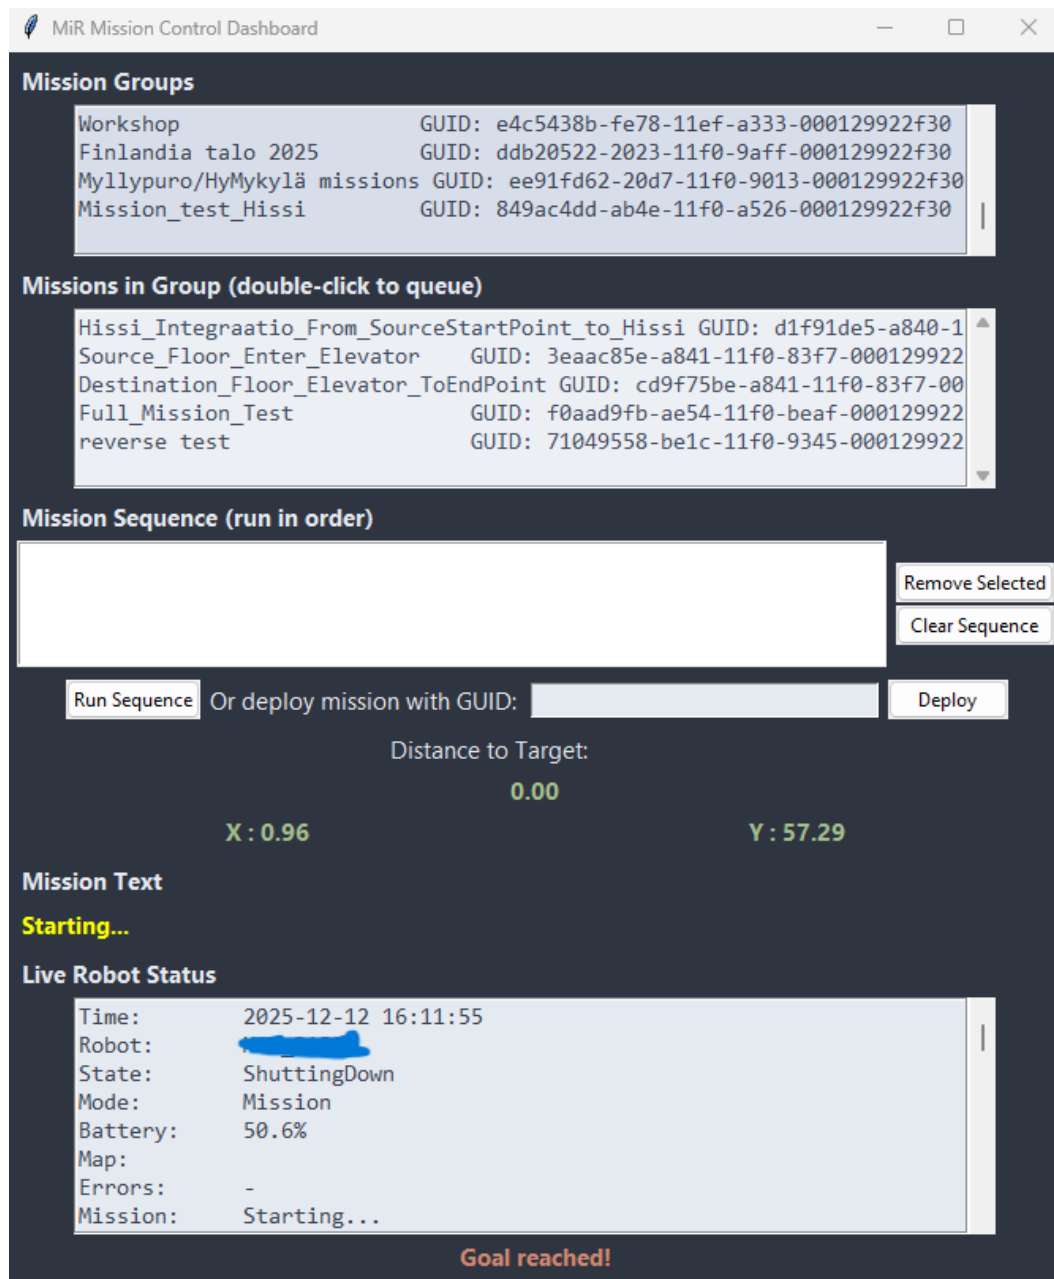 MiR Mission Control Dashboard
Mission Groups
Workshop GUID: e4c5438b-fe78-11ef-a333-000129922f30
Finlandia talo 2025 GUID: ddb20522-2023-11f0-9aff-000129922f30
Myllypuro/HyMykylä missions GUID: ee91fd62-20d7-11f0-9013-000129922f30
Mission_test_Hissi GUID: 849ac4dd-ab4e-11f0-a526-000129922f30
Missions in Group (double-click to queue)
Hissi_Integraatio_From_SourceStartPoint_to_Hissi GUID: d1f91de5-a840-1
Source_Floor_Enter_Elevator GUID: 3eaac85e-a841-11f0-83f7-000129922
Destination_Floor_Elevator_ToEndPoint GUID: cd9f75be-a841-11f0-83f7-00
Full_Mission_Test GUID: f0aad9fb-ae54-11f0-beaf-000129922
reverse test GUID: 71049558-be1c-11f0-9345-000129922
Mission Sequence (run in order)
Remove Selected
Clear Sequence
Run Sequence Or deploy mission with GUID: Deploy
Distance to Target:
0.00
X : 0.96 Y : 57.29
Mission Text
Starting...
Live Robot Status
Time: 2025-12-12 16:11:55
Robot:
State: ShuttingDown
Mode: Mission
Battery: 50.6%
Map:
Errors: -
Mission: Starting...
Goal reached!